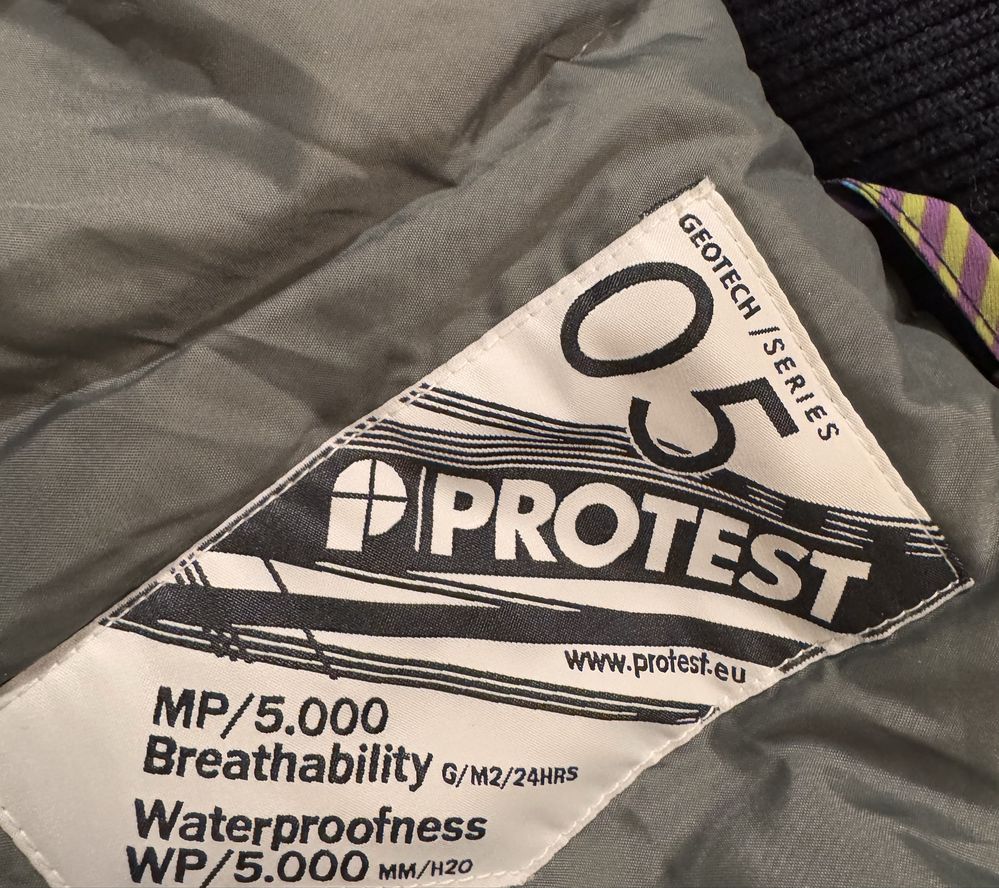 GEOTECH /SERIES
05
PROTEST
www.protest.eu
MP/5.000
Breathability G/M2/24HRS
Waterproofness
WP/5.000 MM/H2O